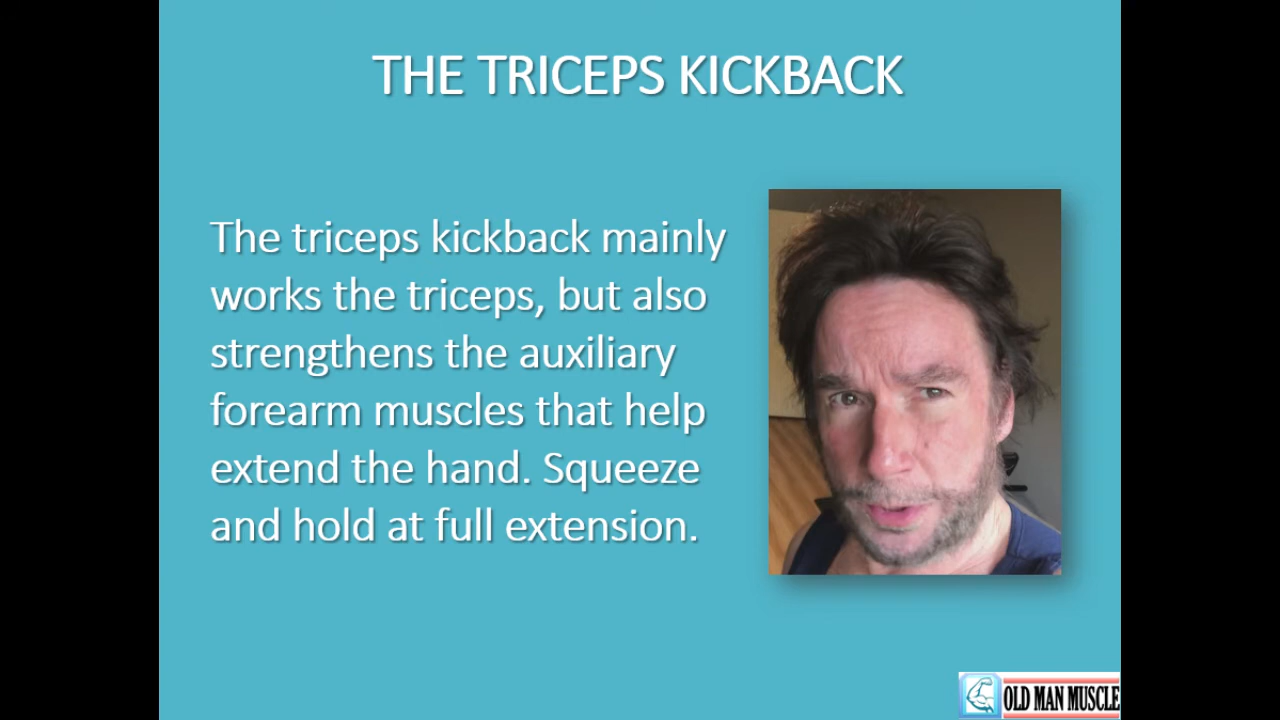 THE TRICEPS KICKBACK
The triceps kickback mainly
works the triceps, but also
strengthens the auxiliary
forearm muscles that help
extend the hand. Squeeze
and hold at full extension.
OLD MAN MUSCLE